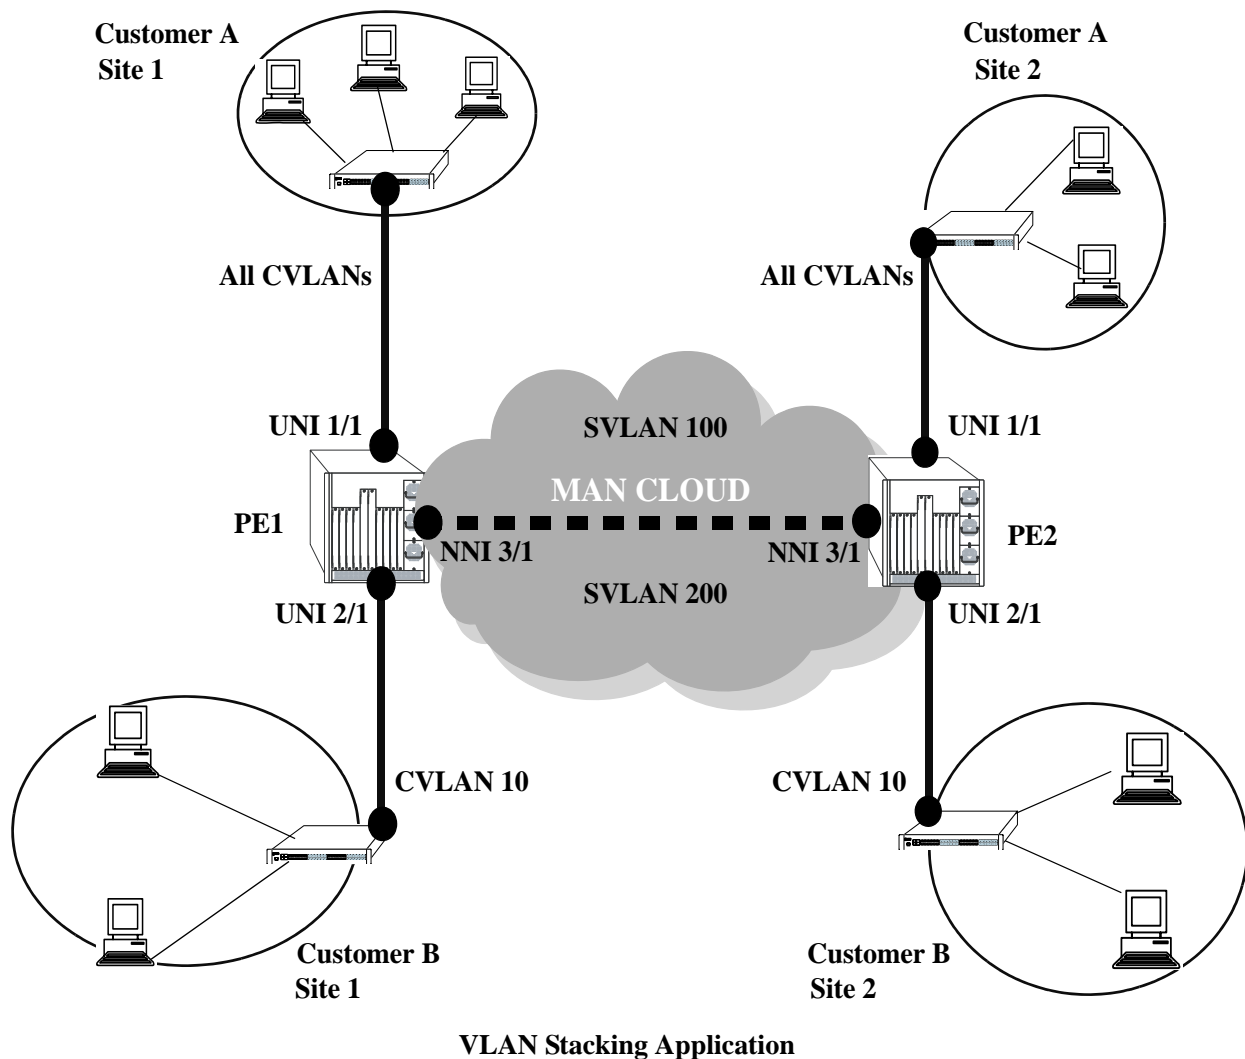 Customer A
Site 1
Customer A
Site 2
All CVLANs
All CVLANs
UNI 1/1
SVLAN 100
UNI 1/1
MAN CLOUD
PE1
NNI 3/1
NNI 3/1
PE2
UNI 2/1
SVLAN 200
UNI 2/1
CVLAN 10
CVLAN 10
Customer B
Site 1
Customer B
Site 2
VLAN Stacking Application